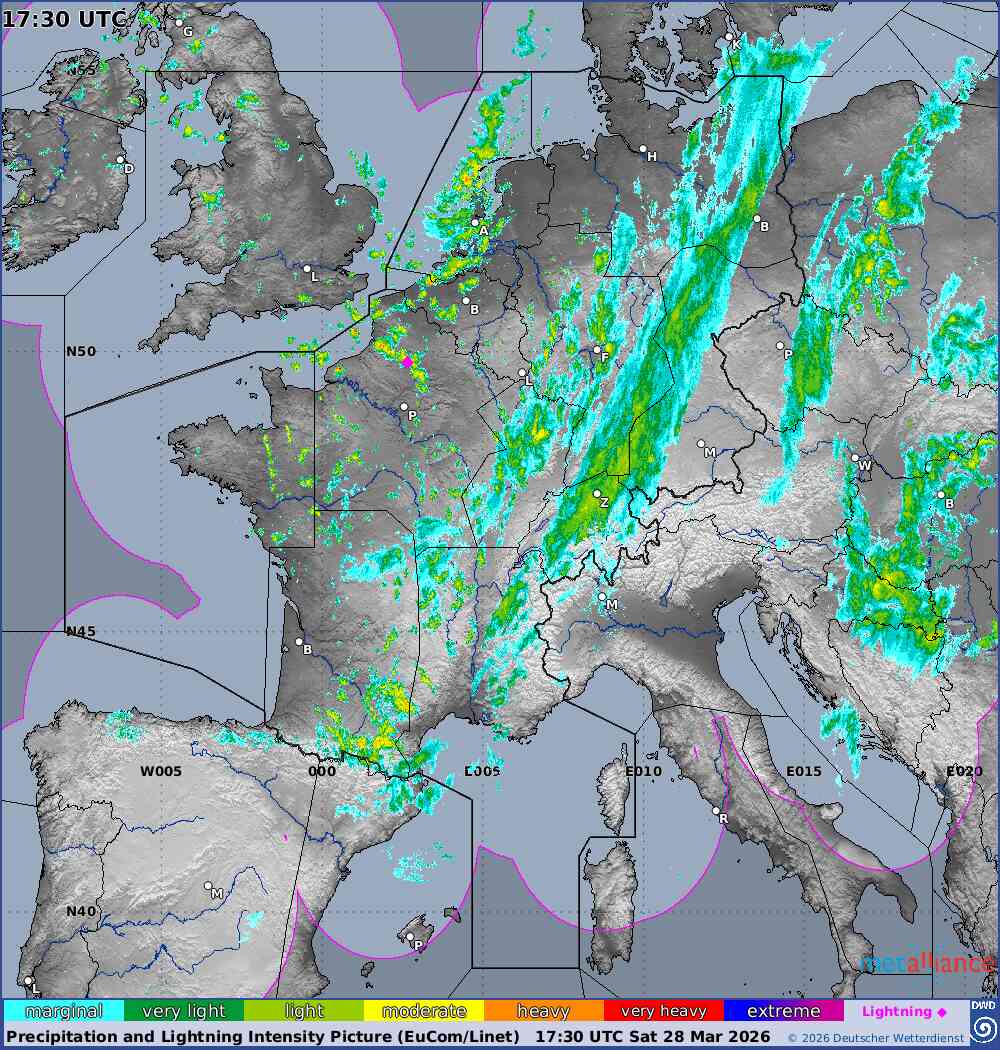 17:30 UTC
G
K
N55
H
D
A
B
L
B
N50
P
F
L
P
M
W
Z
B
M
N45
B
W005
000
E005
E010
E015
E020
R
M
N40
P
metalliance
L
marginal very light light moderate heavy very heavy extreme Lightning ◆
DWD
Precipitation and Lightning Intensity Picture (EuCom/Linet) 17:30 UTC Sat 28 Mar 2026 © 2026 Deutscher Wetterdienst